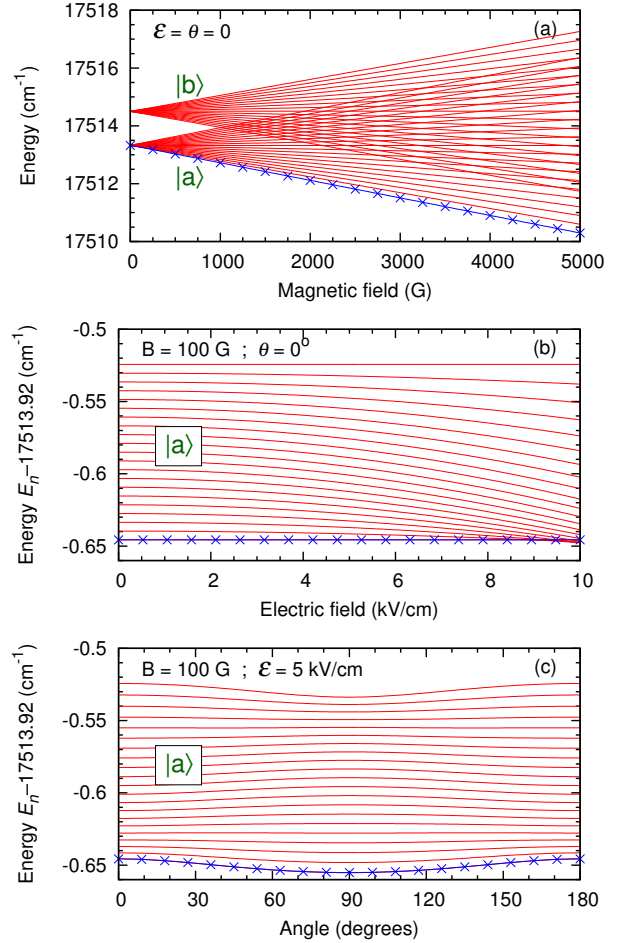 17518
17516
17514
17512
17510
Energy (cm⁻¹)
ℰ = θ = 0
(a)
|b⟩
|a⟩
0 1000 2000 3000 4000 5000
Magnetic field (G)
-0.5
-0.55
-0.6
-0.65
Energy Eₙ–17513.92 (cm⁻¹)
B = 100 G ; θ = 0°
(b)
|a⟩
0 2 4 6 8 10
Electric field (kV/cm)
-0.5
-0.55
-0.6
-0.65
Energy Eₙ–17513.92 (cm⁻¹)
B = 100 G ; ℰ = 5 kV/cm
(c)
|a⟩
0 30 60 90 120 150 180
Angle (degrees)